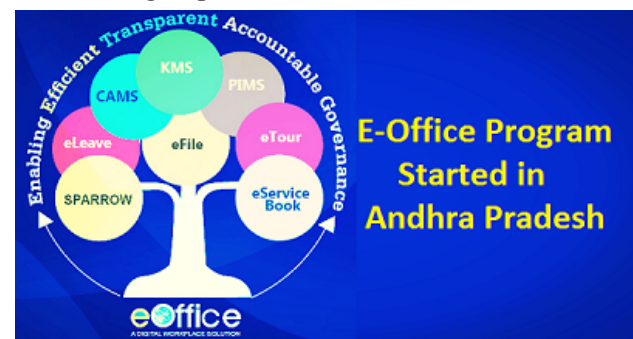 Enabling Efficient Transparent Accountable Governance
KMS
CAMS
PIMS
eLeave
eFile
eTour
SPARROW
eService
Book
E-Office Program
Started in
Andhra Pradesh
eOffice
A DIGITAL WORKPLACE SOLUTION